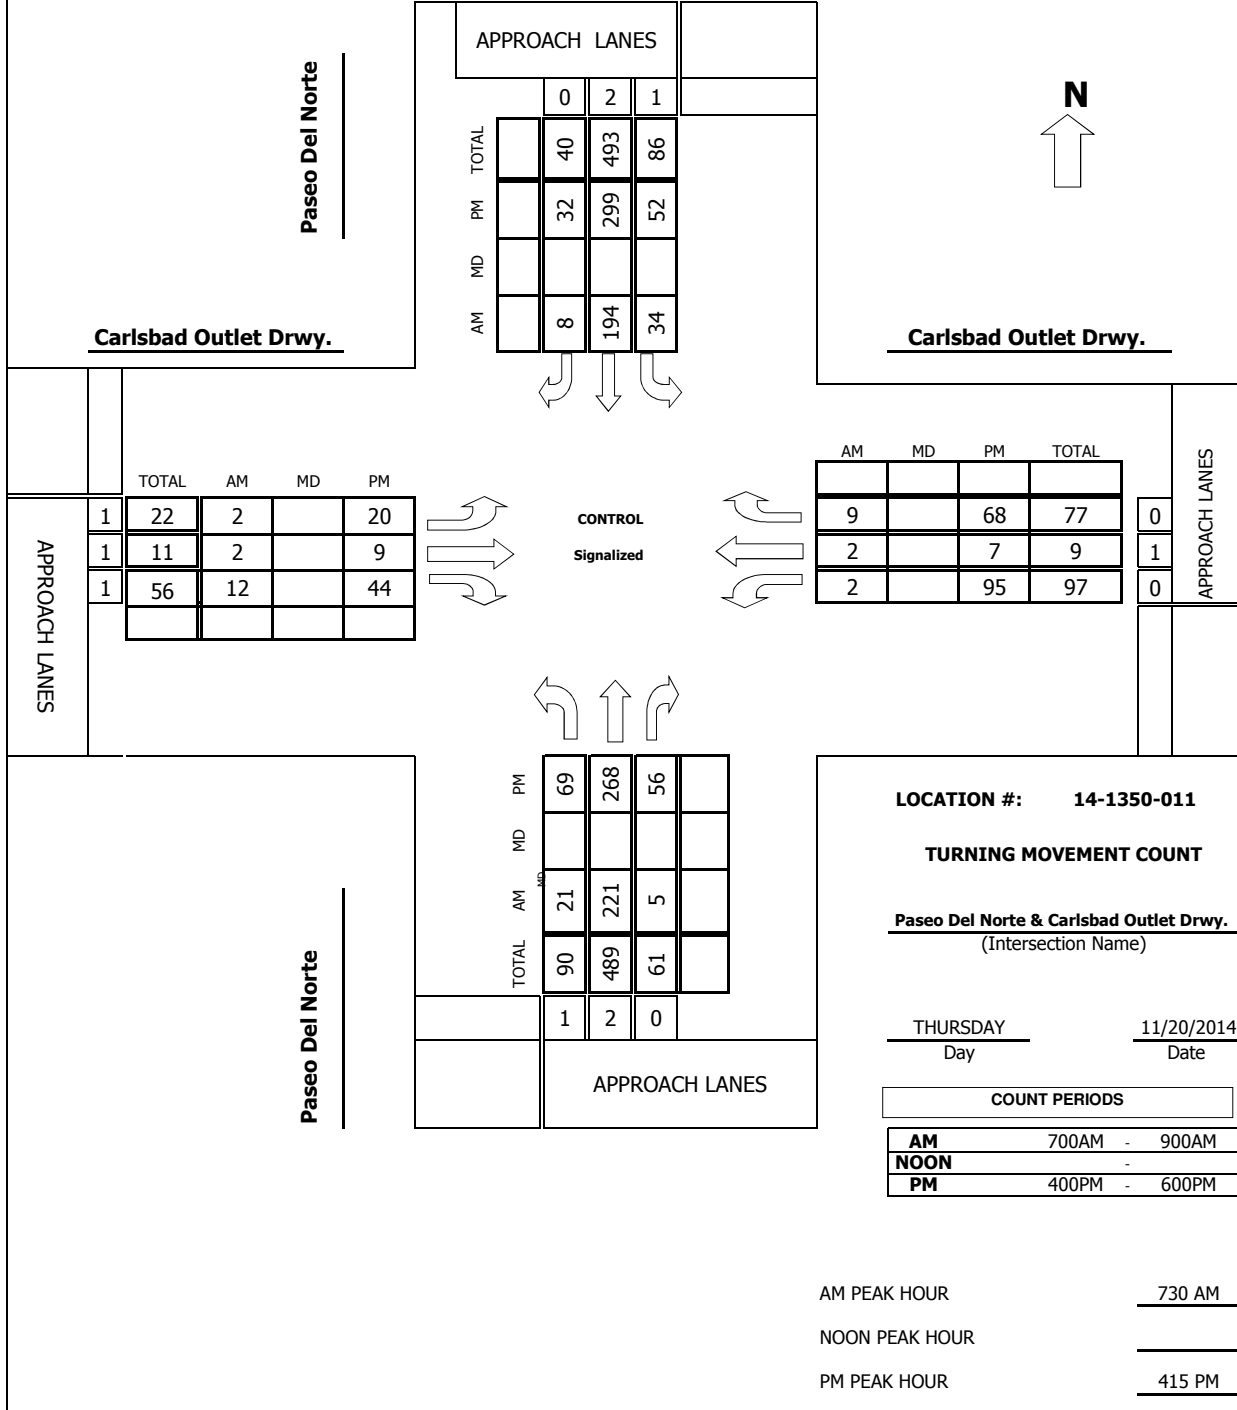 APPROACH LANES
0 2 1
Paseo Del Norte
N
TOTAL 40 493 86
PM 32 299 52
MD
AM 8 194 34
Carlsbad Outlet Drwy.
Carlsbad Outlet Drwy.
AM MD PM TOTAL
TOTAL AM MD PM
1 22 2 20
1 11 2 9
1 56 12 44
APPROACH LANES
CONTROL
Signalized
9 68 77 0
2 7 9 1
2 95 97 0
APPROACH LANES
PM 69 268 56
MD
MD
AM 21 221 5
TOTAL 90 489 61
1 2 0
APPROACH LANES
Paseo Del Norte
LOCATION #: 14-1350-011
TURNING MOVEMENT COUNT
Paseo Del Norte & Carlsbad Outlet Drwy.
(Intersection Name)
THURSDAY 11/20/2014
Day Date
COUNT PERIODS
AM 700AM - 900AM
NOON -
PM 400PM - 600PM
AM PEAK HOUR 730 AM
NOON PEAK HOUR
PM PEAK HOUR 415 PM